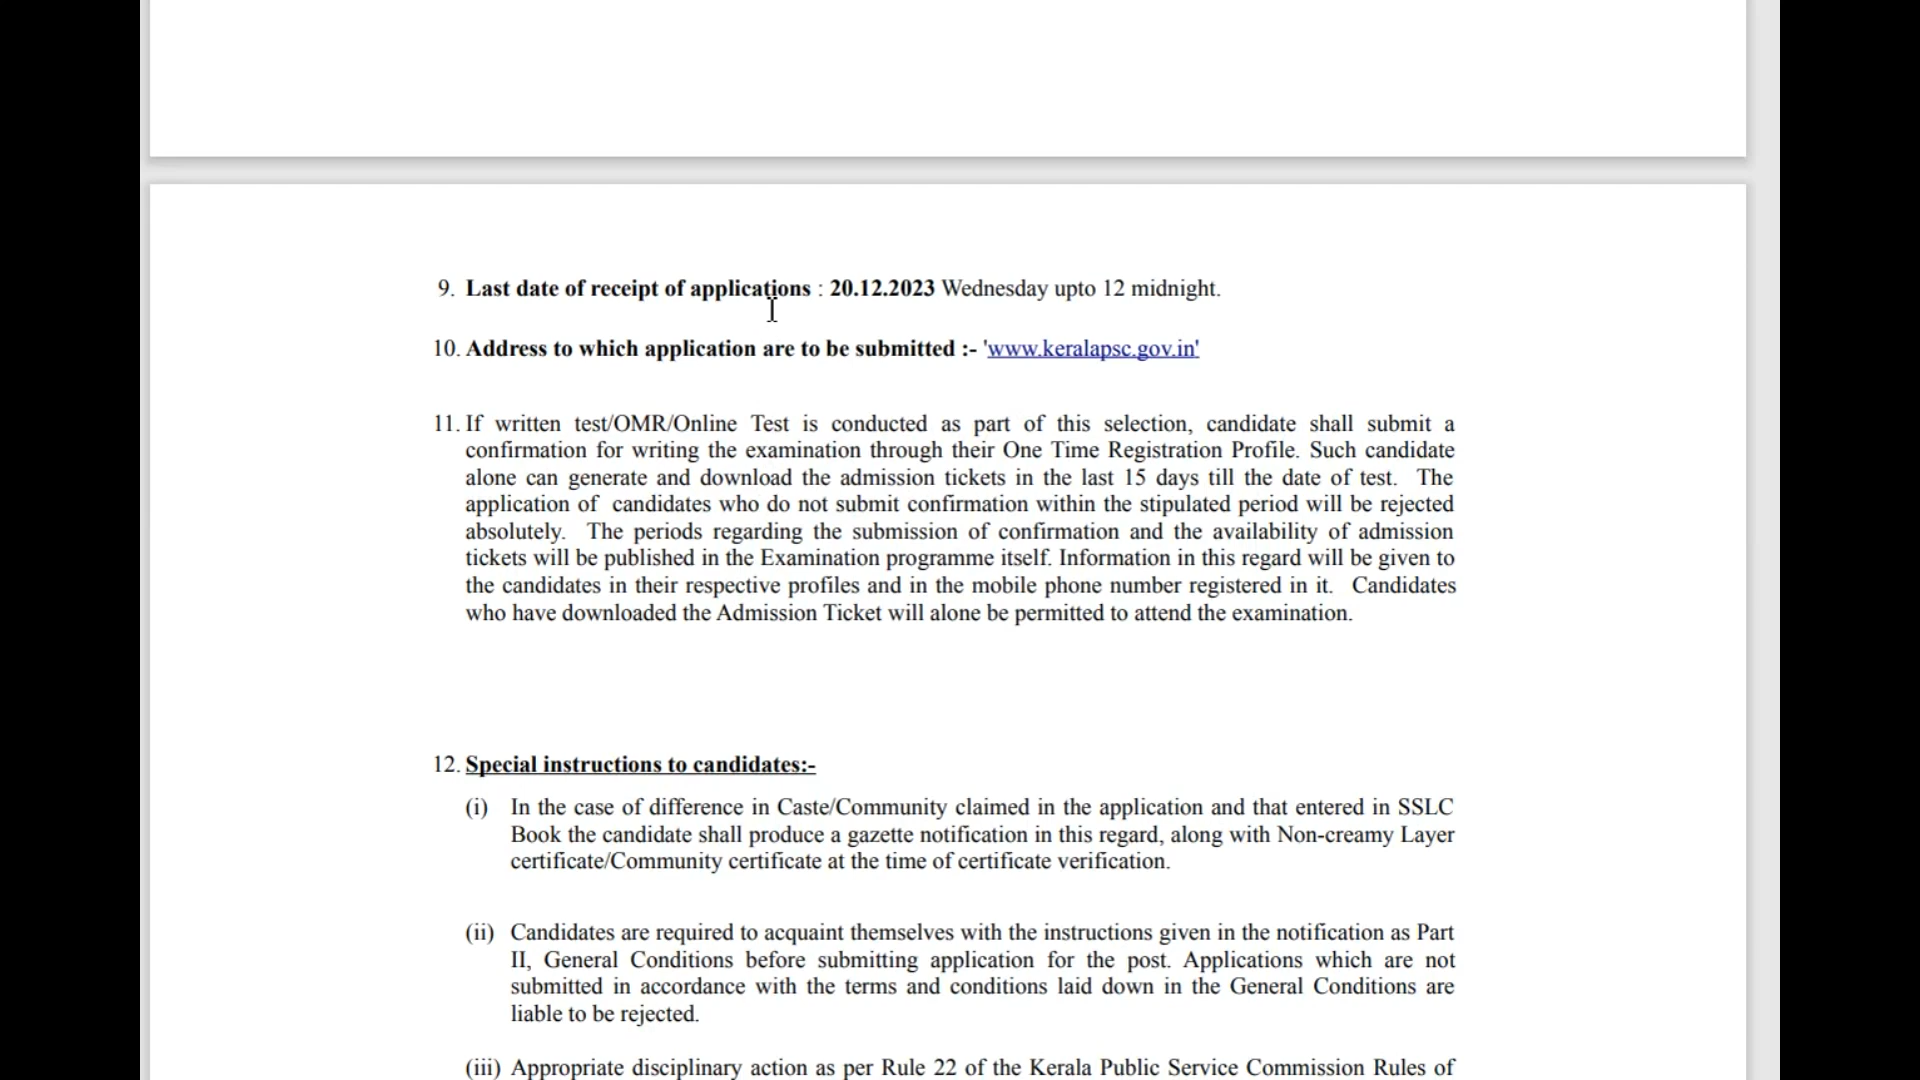 9. Last date of receipt of applications : 20.12.2023 Wednesday upto 12 midnight.
10. Address to which application are to be submitted :- 'www.keralapsc.gov.in'
11. If written test/OMR/Online Test is conducted as part of this selection, candidate shall submit a
confirmation for writing the examination through their One Time Registration Profile. Such candidate
alone can generate and download the admission tickets in the last 15 days till the date of test. The
application of candidates who do not submit confirmation within the stipulated period will be rejected
absolutely. The periods regarding the submission of confirmation and the availability of admission
tickets will be published in the Examination programme itself. Information in this regard will be given to
the candidates in their respective profiles and in the mobile phone number registered in it. Candidates
who have downloaded the Admission Ticket will alone be permitted to attend the examination.
12. Special instructions to candidates:-
(i) In the case of difference in Caste/Community claimed in the application and that entered in SSLC
Book the candidate shall produce a gazette notification in this regard, along with Non-creamy Layer
certificate/Community certificate at the time of certificate verification.
(ii) Candidates are required to acquaint themselves with the instructions given in the notification as Part
II, General Conditions before submitting application for the post. Applications which are not
submitted in accordance with the terms and conditions laid down in the General Conditions are
liable to be rejected.
(iii) Appropriate disciplinary action as per Rule 22 of the Kerala Public Service Commission Rules of